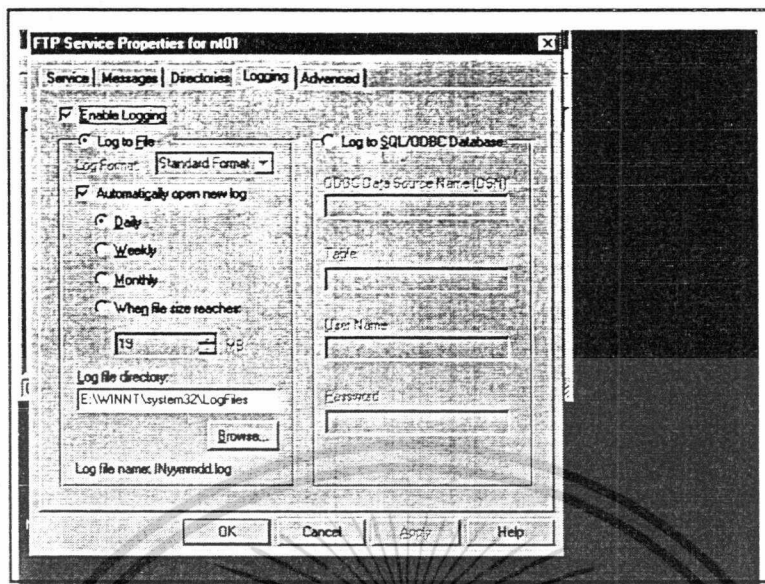 FTP Service Properties for nt01
Service Messages Directories Logging Advanced
Enable Logging
Log to File
Log Format: Standard Format
Automatically open new log
Daily
Weekly
Monthly
When file size reaches:
19 MB
Log file directory:
E:\WINNT\system32\LogFiles
Browse...
Log file name: INyymmdd.log
Log to SQL/ODBC Database
ODBC Data Source Name (DSN)
Table
User Name
Password
OK Cancel Apply Help